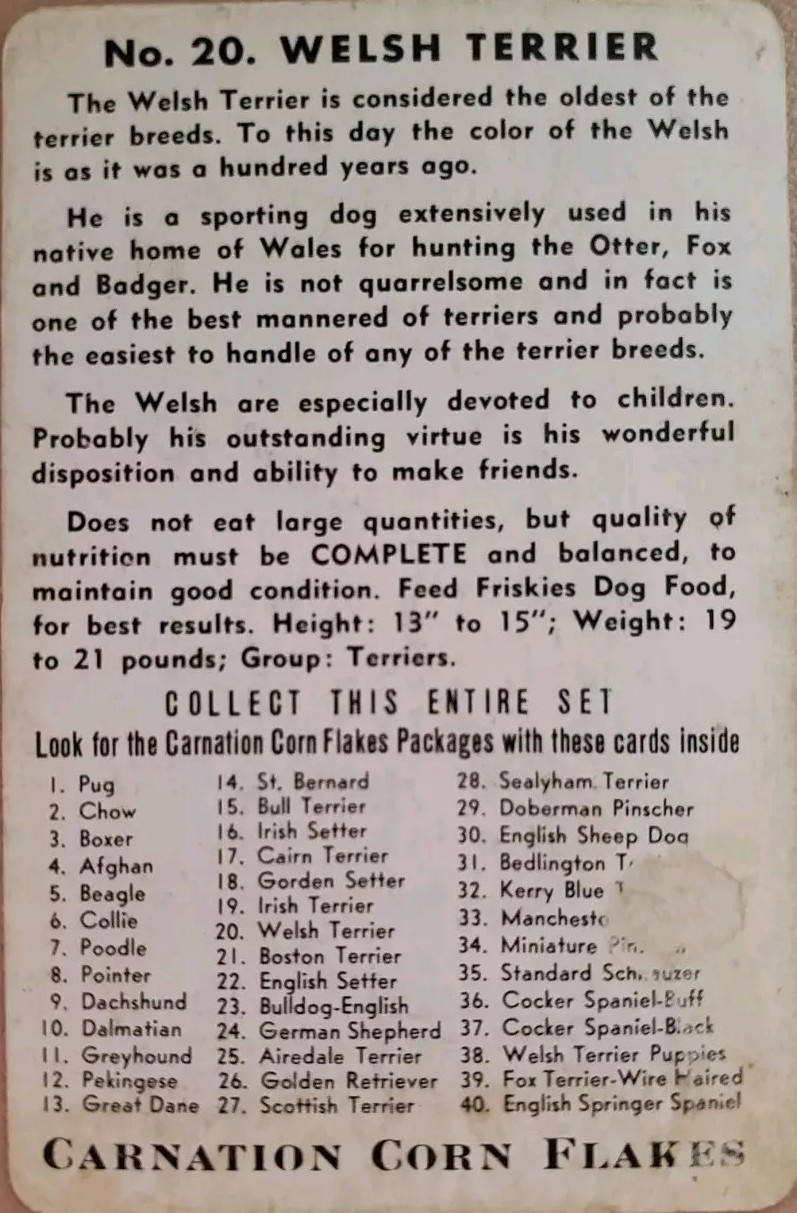 No. 20. WELSH TERRIER
The Welsh Terrier is considered the oldest of the
terrier breeds. To this day the color of the Welsh
is as it was a hundred years ago.
He is a sporting dog extensively used in his
native home of Wales for hunting the Otter, Fox
and Badger. He is not quarrelsome and in fact is
one of the best mannered of terriers and probably
the easiest to handle of any of the terrier breeds.
The Welsh are especially devoted to children.
Probably his outstanding virtue is his wonderful
disposition and ability to make friends.
Does not eat large quantities, but quality of
nutrition must be COMPLETE and balanced, to
maintain good condition. Feed Friskies Dog Food,
for best results. Height: 13" to 15"; Weight: 19
to 21 pounds; Group: Terriers.
COLLECT THIS ENTIRE SET
Look for the Carnation Corn Flakes Packages with these cards inside
1. Pug
2. Chow
3. Boxer
4. Afghan
5. Beagle
6. Collie
7. Poodle
8. Pointer
9. Dachshund
10. Dalmatian
11. Greyhound
12. Pekingese
13. Great Dane
14. St. Bernard
15. Bull Terrier
16. Irish Setter
17. Cairn Terrier
18. Gorden Setter
19. Irish Terrier
20. Welsh Terrier
21. Boston Terrier
22. English Setter
23. Bulldog-English
24. German Shepherd
25. Airedale Terrier
26. Golden Retriever
27. Scottish Terrier
28. Sealyham Terrier
29. Doberman Pinscher
30. English Sheep Dog
31. Bedlington
32. Kerry Blue
33.
34. Miniature
35. Standard Schnauzer
36. Cocker Spaniel-Buff
37. Cocker Spaniel-Black
38. Welsh Terrier Puppies
39. Fox Terrier-Wire Haired
40. English Springer Spaniel
CARNATION CORN FLAKES